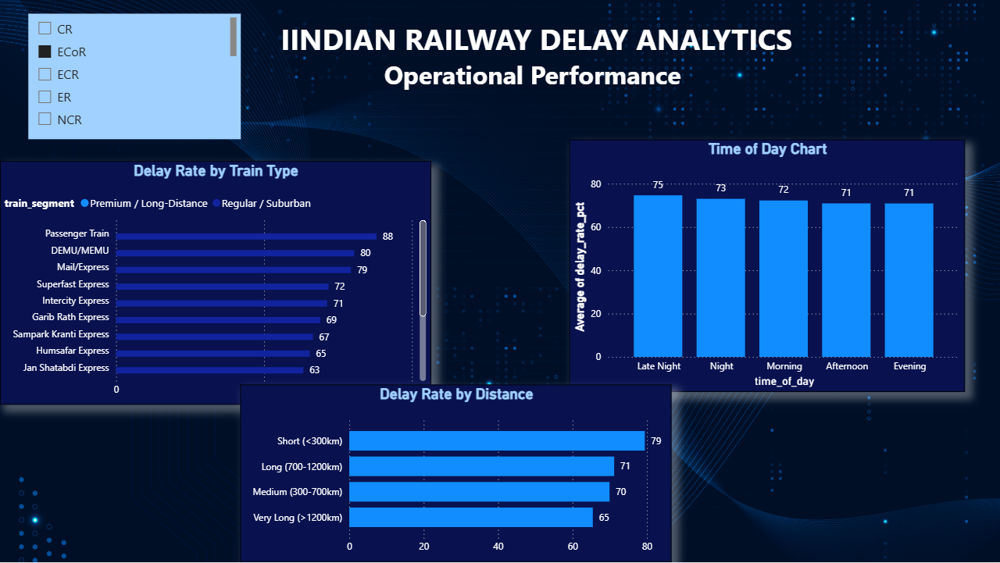 CR
ECoR
ECR
ER
NCR
IINDIAN RAILWAY DELAY ANALYTICS
Operational Performance
Delay Rate by Train Type
train_segment Premium / Long-Distance Regular / Suburban
Passenger Train 88
DEMU/MEMU 80
Mail/Express 79
Superfast Express 72
Intercity Express 71
Garib Rath Express 69
Sampark Kranti Express 67
Humsafar Express 65
Jan Shatabdi Express 63
0
Time of Day Chart
Average of delay_rate_pct
80
60
40
20
0
75 73 72 71 71
Late Night Night Morning Afternoon Evening
time_of_day
Delay Rate by Distance
Short (<300km) 79
Long (700-1200km) 71
Medium (300-700km) 70
Very Long (>1200km) 65
0 20 40 60 80